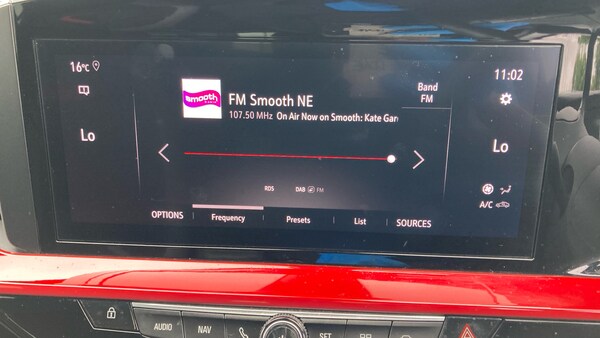 16°C
11:02
smooth
FM Smooth NE
107.50 MHz On Air Now on Smooth: Kate Gar
Band
FM
Lo
Lo
RDS DAB FM
A/C
OPTIONS Frequency Presets List SOURCES
AUDIO NAV SET